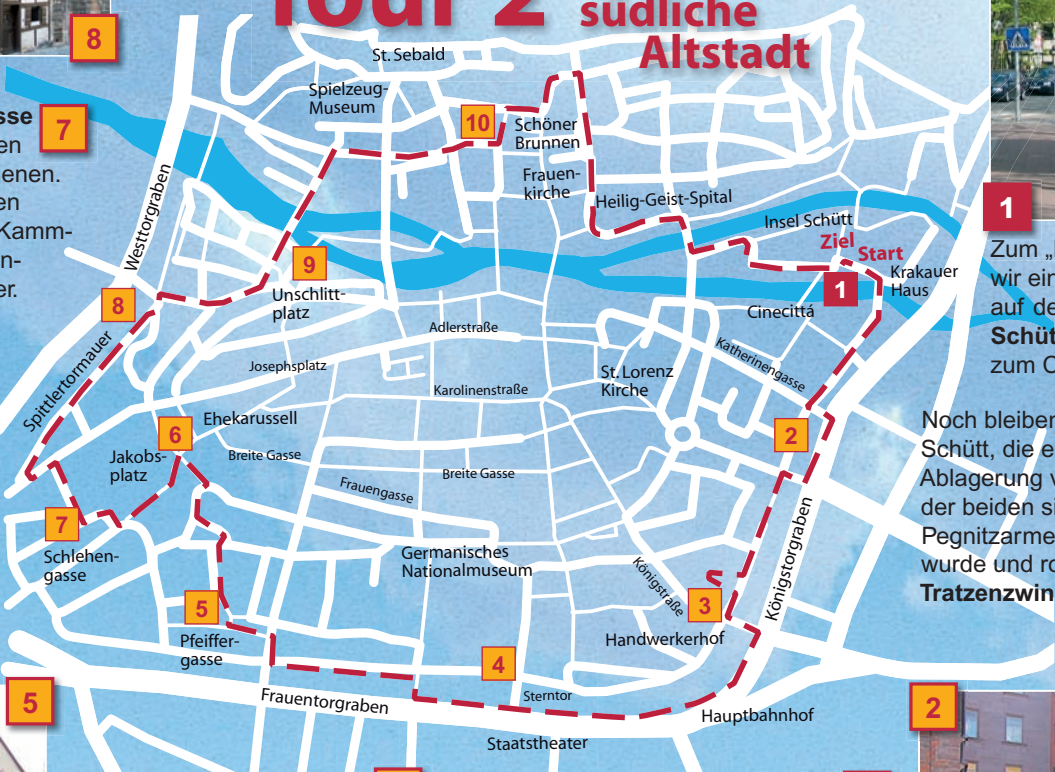 Tour 2
südliche
Altstadt
8
St. Sebald
Spielzeug-
Museum
sse
7
en
enen.
en
Kamm-
n-
er.
10
Schöner
Brunnen
Frauen-
kirche
Heilig-Geist-Spital
Insel Schütt
Ziel
Start
1
Krakauer
Haus
Cinecittá
1
Zum „
wir ein
auf de
Schüt
zum C
Westtorgraben
9
Unschlitt-
platz
8
Spittlertormauer
Adlerstraße
Josephsplatz
Karolinenstraße
St. Lorenz
Kirche
Katharinengasse
2
Noch bleiben
Schütt, die e
Ablagerung v
der beiden si
Pegnitzarme
wurde und ro
Tratzenzwin
Ehekarussell
6
Jakobs-
platz
Breite Gasse
Breite Gasse
Frauengasse
7
Schlehen-
gasse
Germanisches
Nationalmuseum
Königstraße
Königstorgraben
3
Handwerkerhof
5
Pfeiffer-
gasse
4
Sterntor
5
Frauentorgraben
Staatstheater
Hauptbahnhof
2